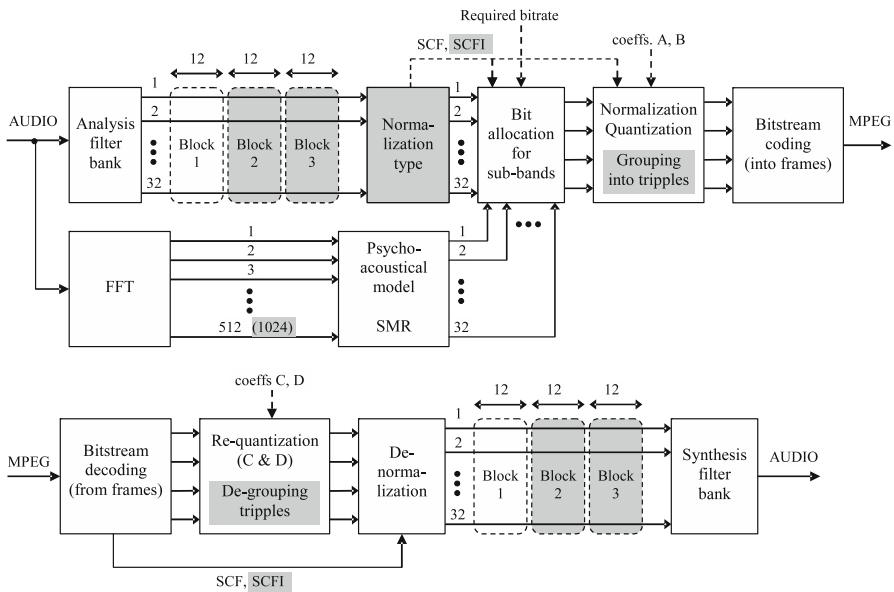 Required bitrate
SCF, SCFI
coeffs. A, B
12 12 12
AUDIO
Analysis
filter
bank
1
2
32
Block
1
Block
2
Block
3
Norma-
lization
type
1
2
32
Bit
allocation
for
sub-bands
Normalization
Quantization
Grouping
into tripples
Bitstream
coding
(into frames)
MPEG
FFT
1
2
3
512 (1024)
Psycho-
acoustical
model
SMR
1
2
32
coeffs C, D
12 12 12
MPEG
Bitstream
decoding
(from frames)
Re-quantization
(C & D)
De-grouping
tripples
De-
norma-
lization
1
2
32
Block
1
Block
2
Block
3
Synthesis
filter
bank
AUDIO
SCF, SCFI